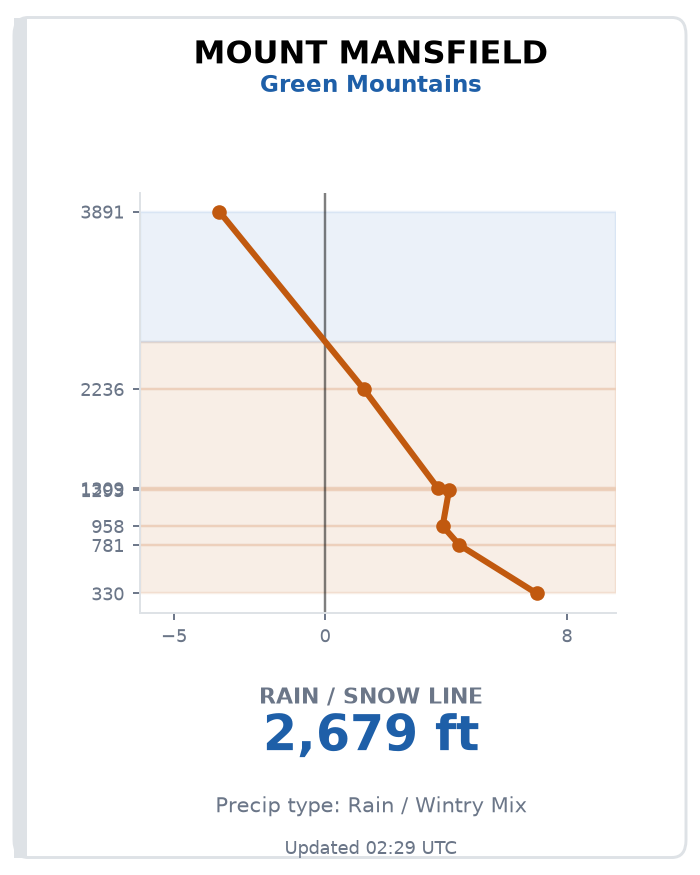 MOUNT MANSFIELD
Green Mountains
3891
2236
958
781
330
−5 0 8
RAIN / SNOW LINE
2,679 ft
Precip type: Rain / Wintry Mix
Updated 02:29 UTC